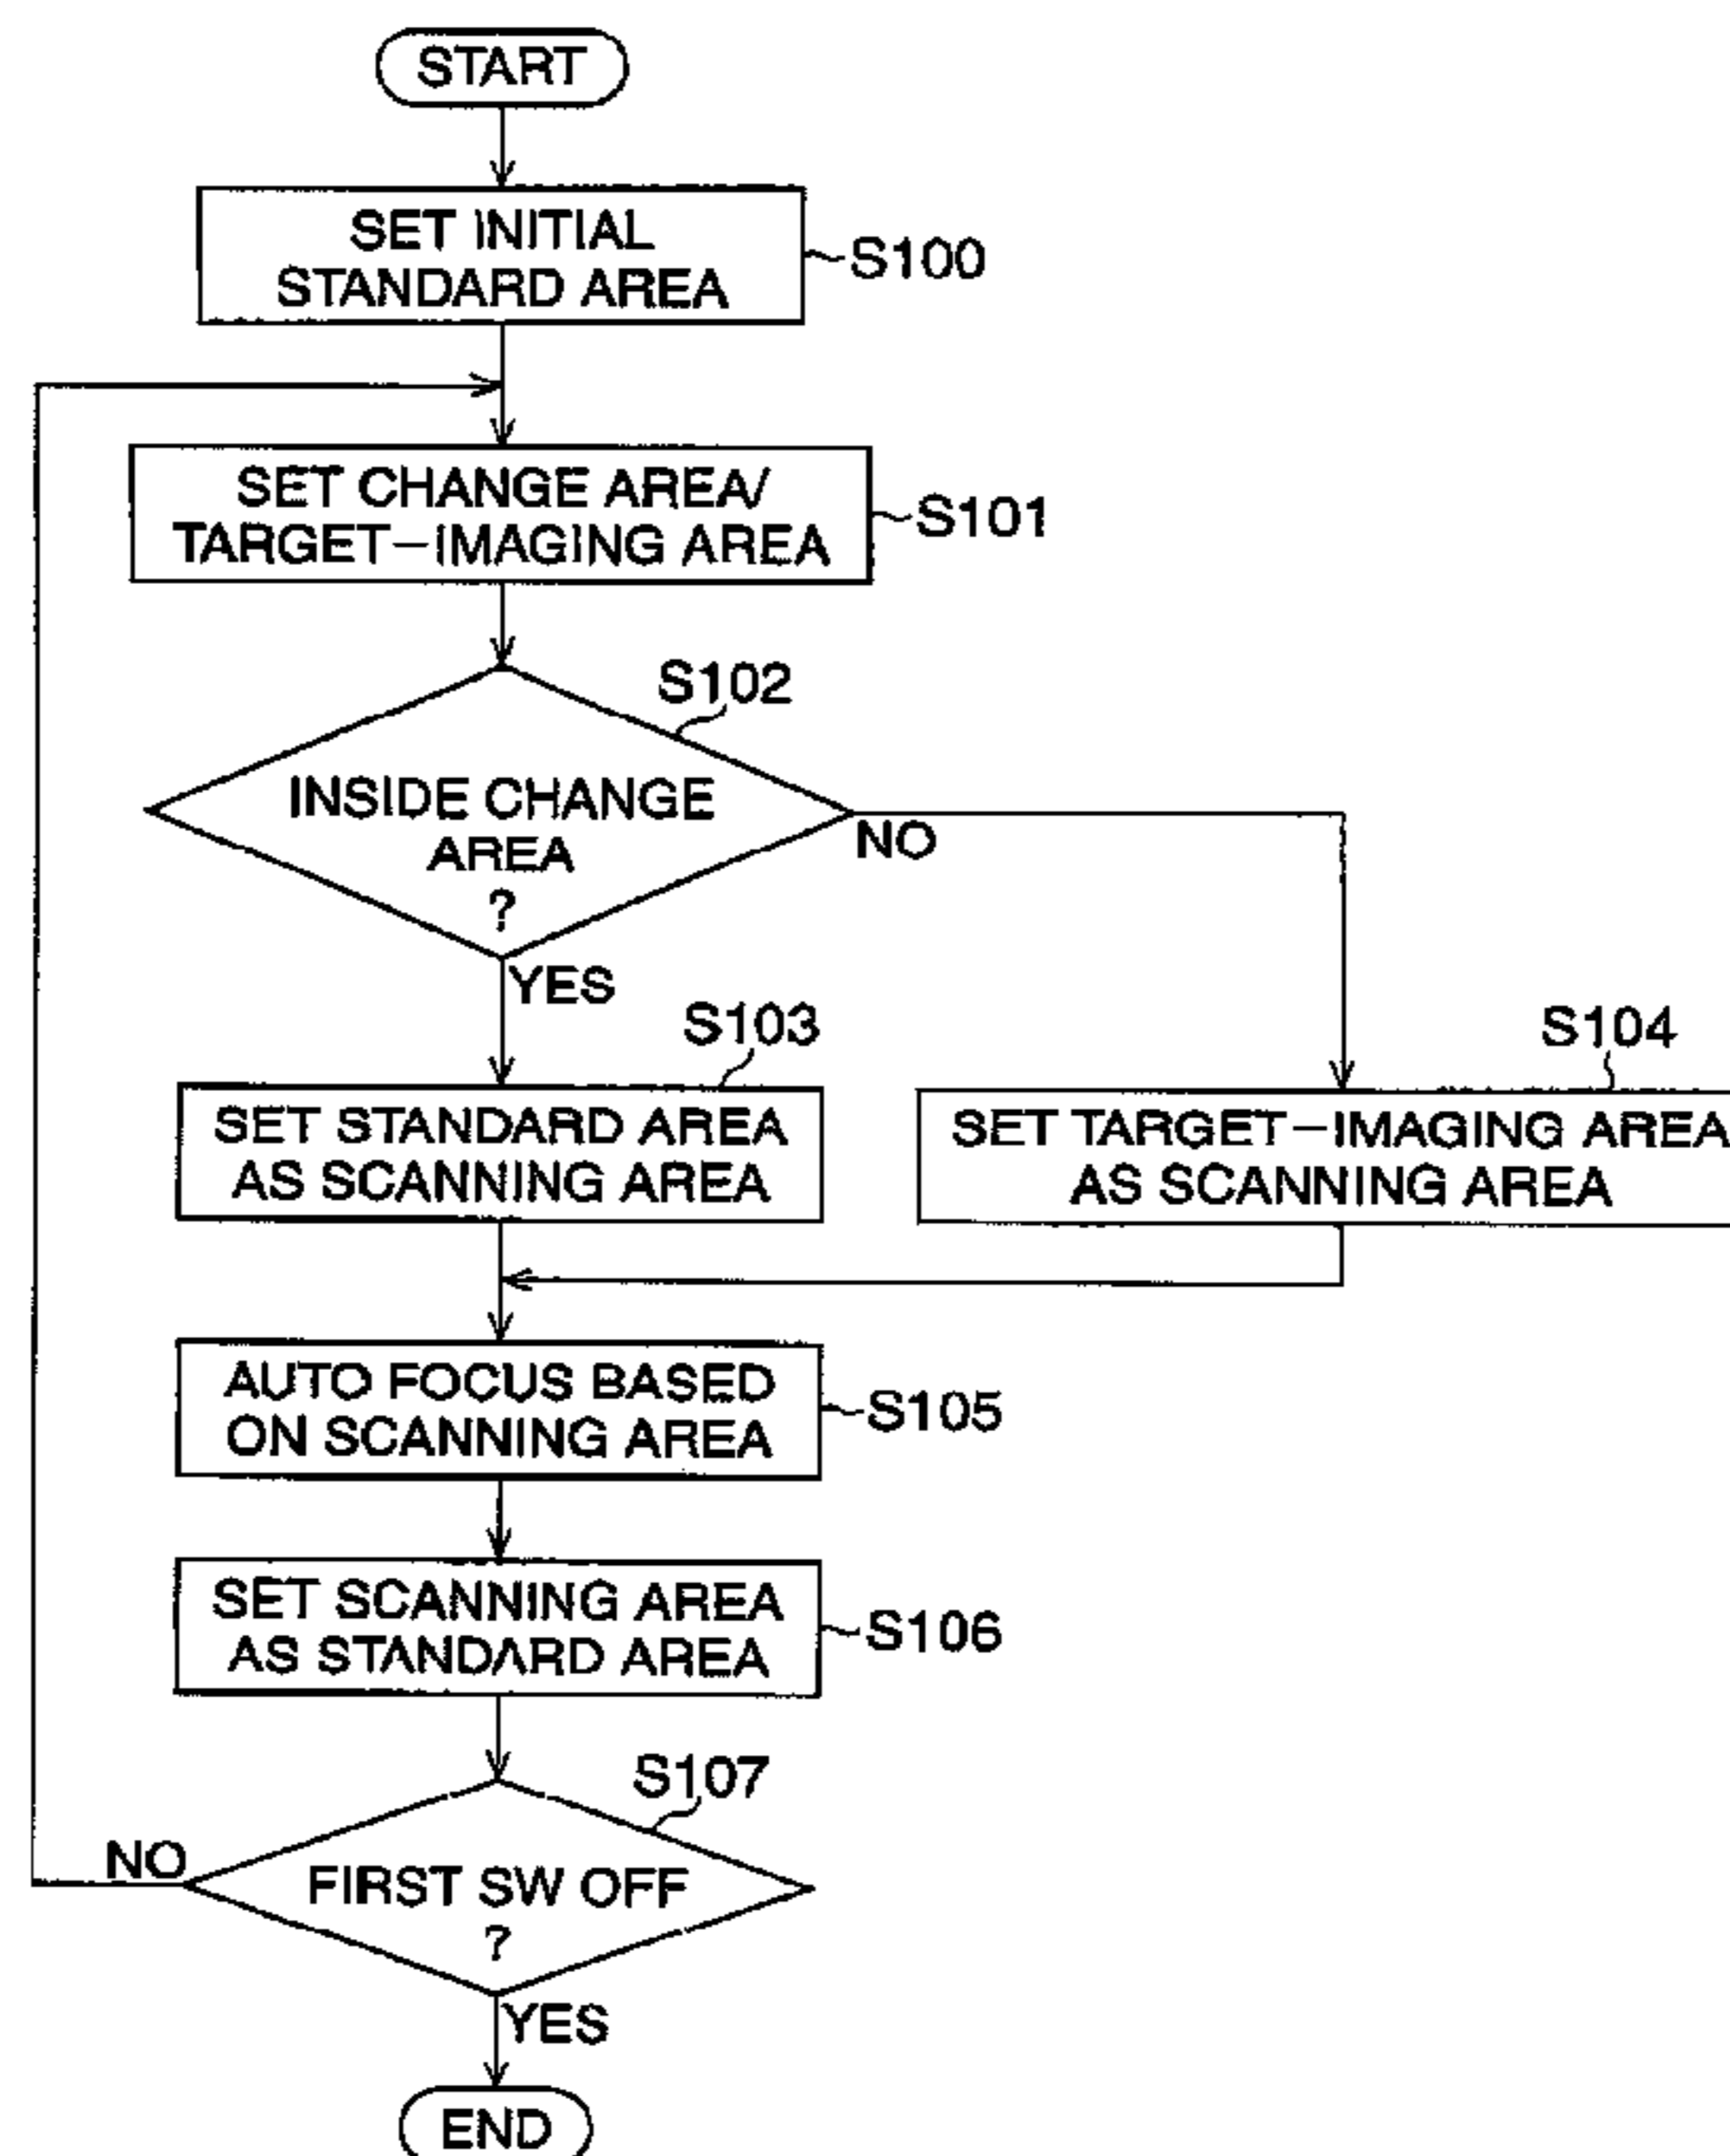 START
SET INITIAL
STANDARD AREA
S100
SET CHANGE AREA/
TARGET-IMAGING AREA
S101
S102
INSIDE CHANGE
AREA
?
NO
YES
S103
SET STANDARD AREA
AS SCANNING AREA
S104
SET TARGET-IMAGING AREA
AS SCANNING AREA
AUTO FOCUS BASED
ON SCANNING AREA
S105
SET SCANNING AREA
AS STANDARD AREA
S106
S107
NO
FIRST SW OFF
?
YES
END